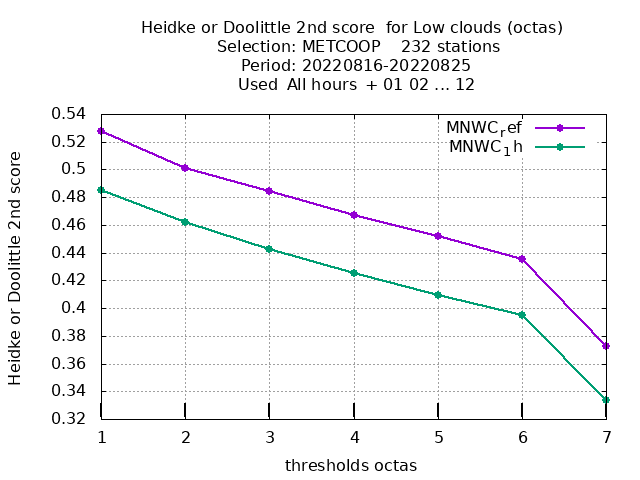 Heidke or Doolittle 2nd score  for Low clouds (octas)
Selection: METCOOP    232 stations
Period: 20220816-20220825
Used  All hours  + 01 02 ... 12
MNWC_ref
MNWC_1h
Heidke or Doolittle 2nd score
0.54
0.52
0.5
0.48
0.46
0.44
0.42
0.4
0.38
0.36
0.34
0.32
1 2 3 4 5 6 7
thresholds octas